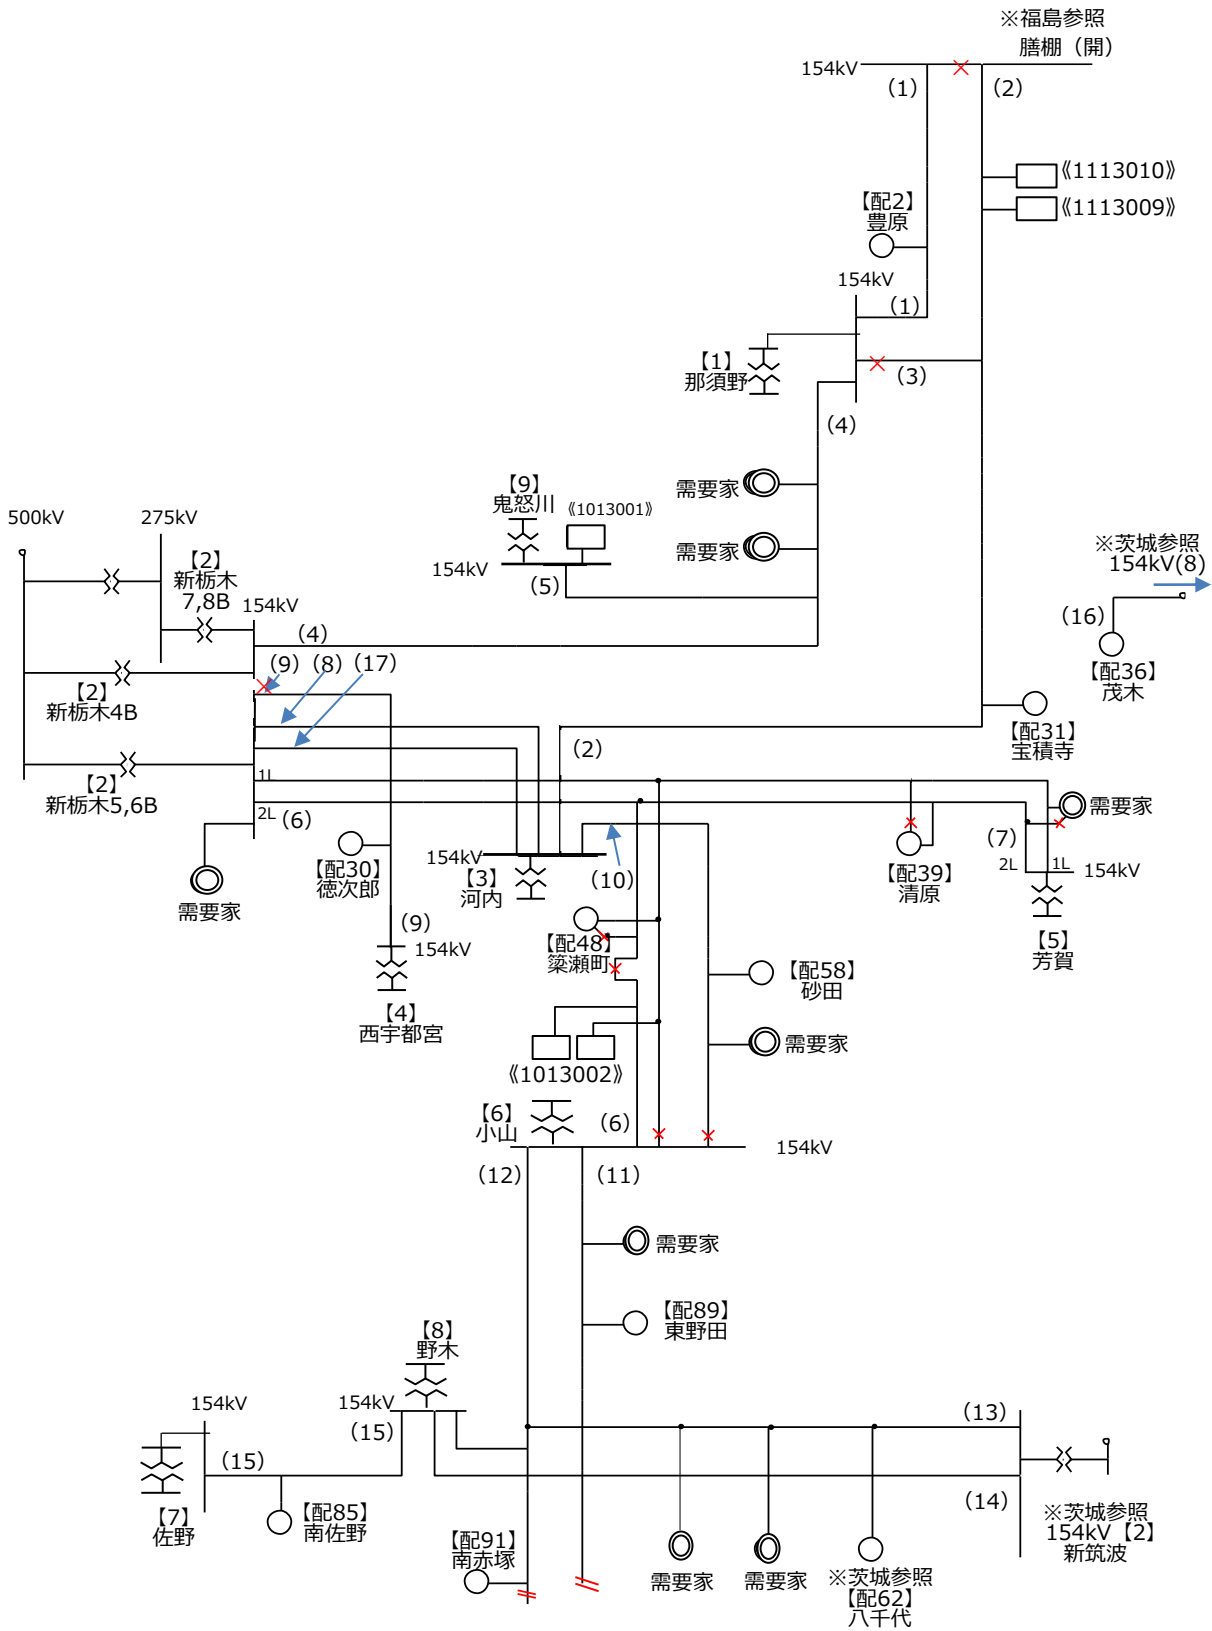 ※福島参照
膳棚（開）
154kV
(1)
(2)
《1113010》
《1113009》
【配2】
豊原
154kV
(1)
【1】
那須野
(3)
(4)
需要家
【9】
鬼怒川
《1013001》
需要家
154kV
(5)
500kV
275kV
【2】
新栃木
7,8B
154kV
(4)
※茨城参照
154kV(8)
(16)
【配36】
茂木
(9)
(8)
(17)
【2】
新栃木4B
(2)
【配31】
宝積寺
【2】
新栃木5,6B
1L
2L
(6)
需要家
(7)
2L
1L
154kV
【配30】
徳次郎
154kV
【3】
河内
(10)
【配39】
清原
【5】
芳賀
需要家
(9)
154kV
【4】
西宇都宮
【配48】
簗瀬町
【配58】
砂田
需要家
《1013002》
【6】
小山
(6)
154kV
(12)
(11)
需要家
【配89】
東野田
【8】
野木
154kV
154kV
(15)
(15)
(13)
【7】
佐野
【配85】
南佐野
(14)
※茨城参照
154kV【2】
新筑波
【配91】
南赤塚
需要家
需要家
※茨城参照
【配62】
八千代